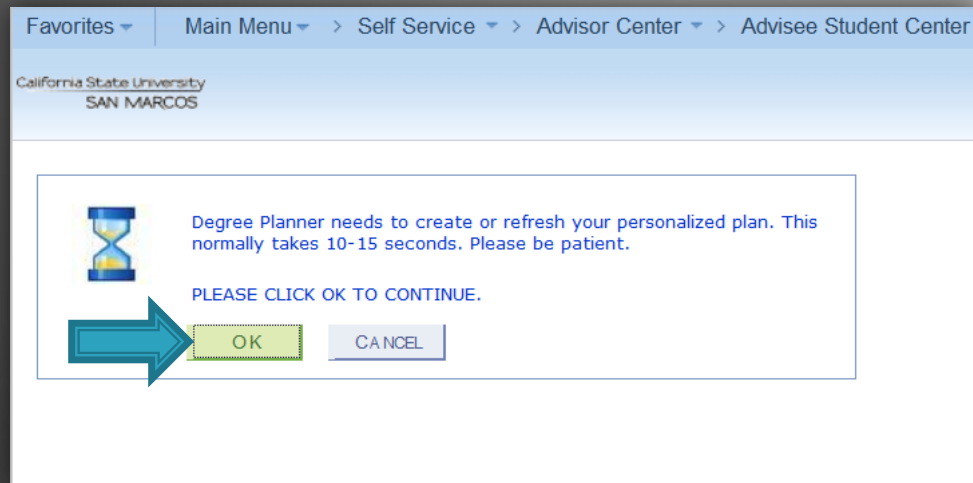 Favorites Main Menu > Self Service > Advisor Center > Advisee Student Center
California State University
SAN MARCOS
Degree Planner needs to create or refresh your personalized plan. This
normally takes 10-15 seconds. Please be patient.
PLEASE CLICK OK TO CONTINUE.
OK CANCEL